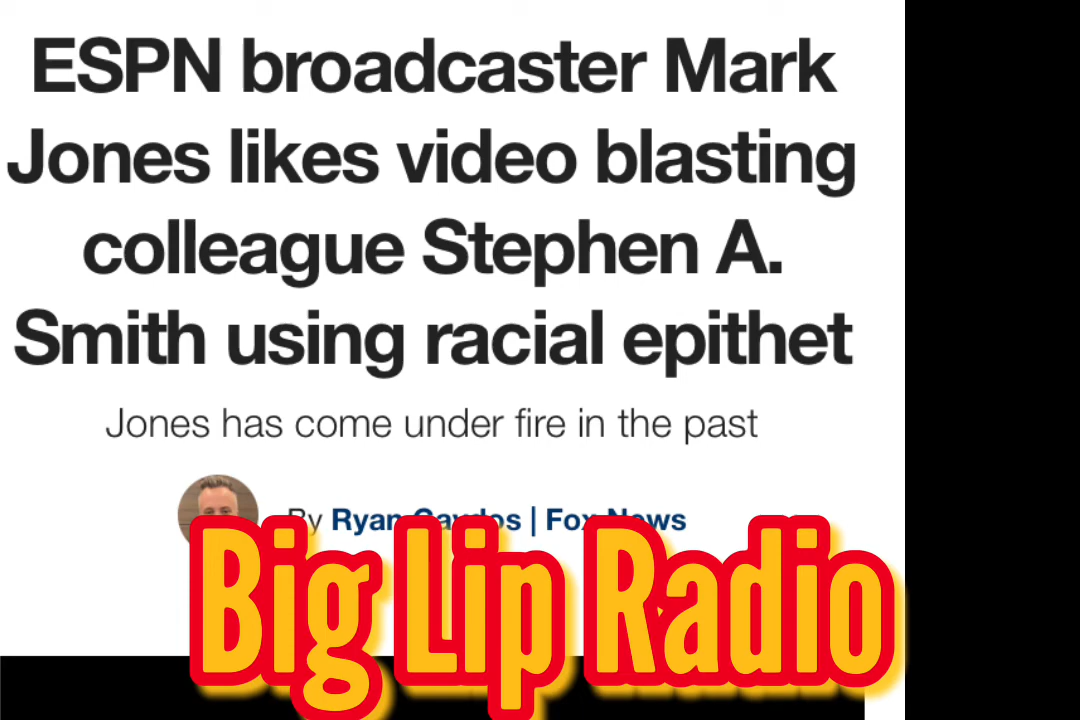 ESPN broadcaster Mark
Jones likes video blasting
colleague Stephen A.
Smith using racial epithet
Jones has come under fire in the past
By Ryan Gaydos | Fox News
Big Lip Radio